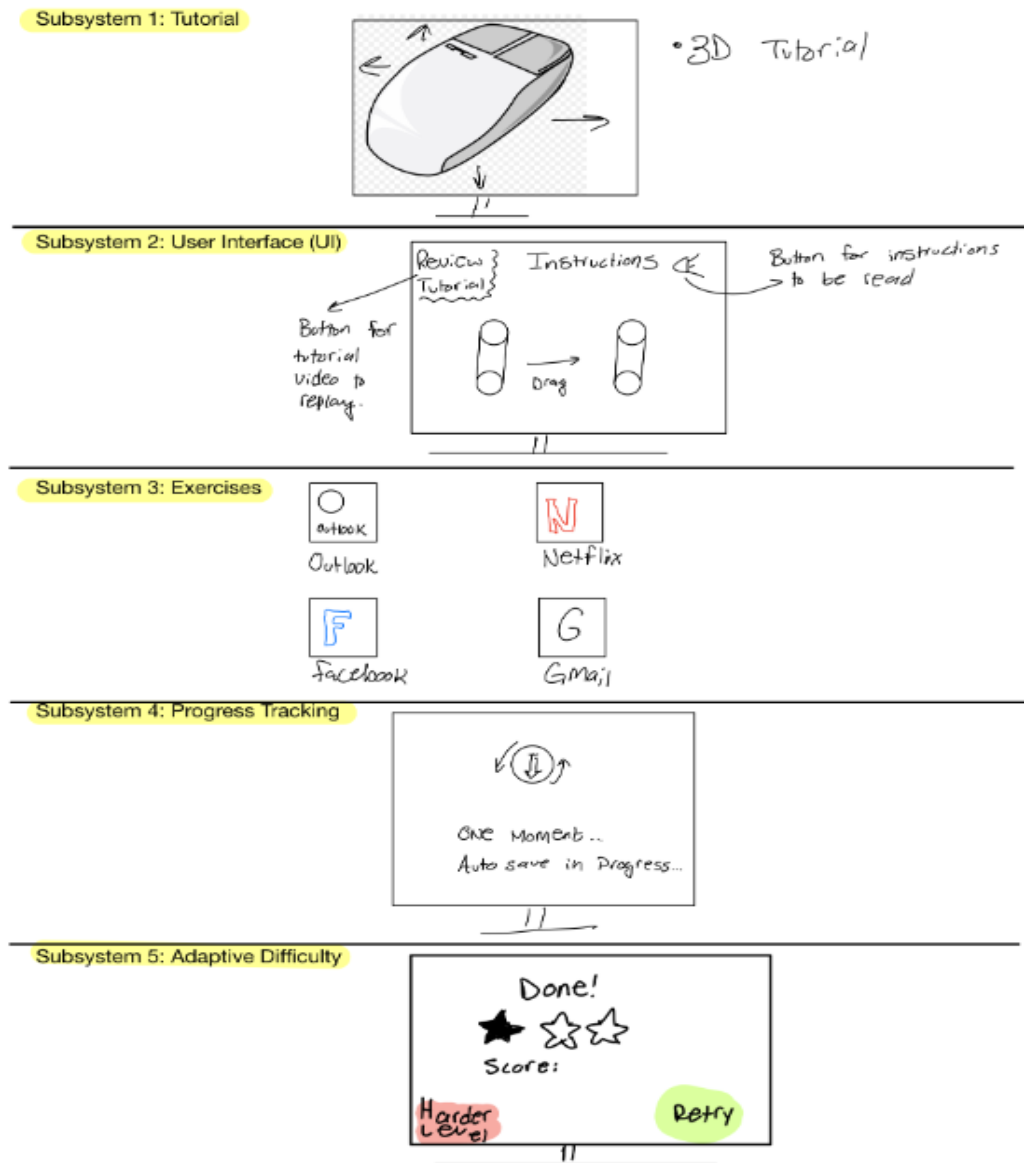 Subsystem 1: Tutorial
•3D Tutorial
Subsystem 2: User Interface (UI)
Review
Tutorial
Instructions
Button for instructions
to be read
Button for
tutorial
video to
replay.
Drag
Subsystem 3: Exercises
outlook
Outlook
N
Netflix
F
facebook
G
Gmail
Subsystem 4: Progress Tracking
One Moment..
Auto save in Progress...
Subsystem 5: Adaptive Difficulty
Done!
Score:
Harder
Level
Retry